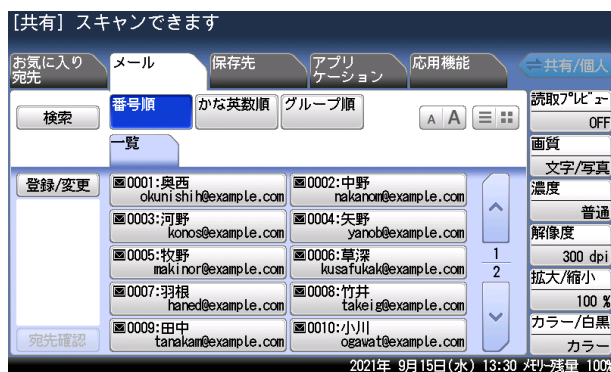 [共有] スキャンできます
お気に入り
宛先
メール
保存先
アプリ
ケーション
応用機能
共有/個人
検索
番号順
かな英数順
グループ順
A A
一覧
読取プレビュー
OFF
画質
文字/写真
濃度
普通
解像度
300 dpi
拡大/縮小
100 %
カラー/白黒
カラー
登録/変更
0001:奥西
okunishih@example.com
0002:中野
nakanom@example.com
0003:河野
konos@example.com
0004:矢野
yanob@example.com
0005:牧野
makinor@example.com
0006:草深
kusafukak@example.com
0007:羽根
haned@example.com
0008:竹井
takeig@example.com
0009:田中
tanakam@example.com
0010:小川
ogawat@example.com
1
2
宛先確認
2021年 9月15日(水) 13:30 メモリー残量 100%